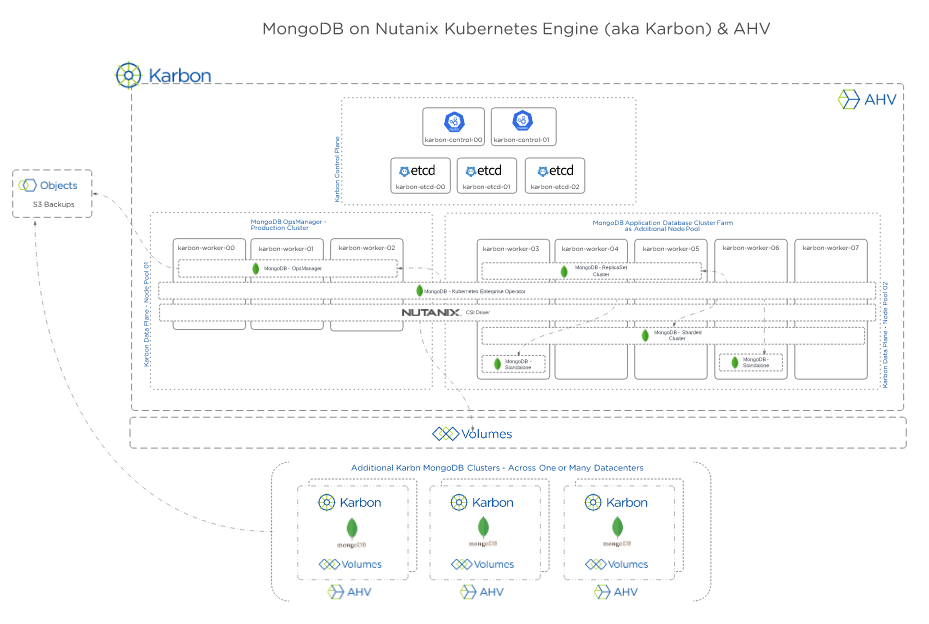 MongoDB on Nutanix Kubernetes Engine (aka Karbon) & AHV
Karbon
AHV
Karbon Control Plane
karbon-control-00
karbon-control-01
etcd
etcd
etcd
karbon-etcd-00
karbon-etcd-01
karbon-etcd-02
Objects
S3 Backups
MongoDB OpsManager -
Production Cluster
MongoDB Application Database Cluster Farm
as Additional Node Pool
karbon-worker-00
karbon-worker-01
karbon-worker-02
karbon-worker-03
karbon-worker-04
karbon-worker-05
karbon-worker-06
karbon-worker-07
MongoDB - OpsManager
MongoDB - ReplicaSet
Cluster
Karbon Data Plane - Node Pool 01
Karbon Data Plane - Node Pool 02
MongoDB - Kubernetes Enterprise Operator
NUTANIX
CSI Driver
MongoDB - Sharded
Cluster
MongoDB -
Standalone
MongoDB -
Standalone
Volumes
Additional Karbn MongoDB Clusters - Across One or Many Datacenters
Karbon
Karbon
Karbon
mongoDB
mongoDB
mongoDB
Volumes
Volumes
Volumes
AHV
AHV
AHV